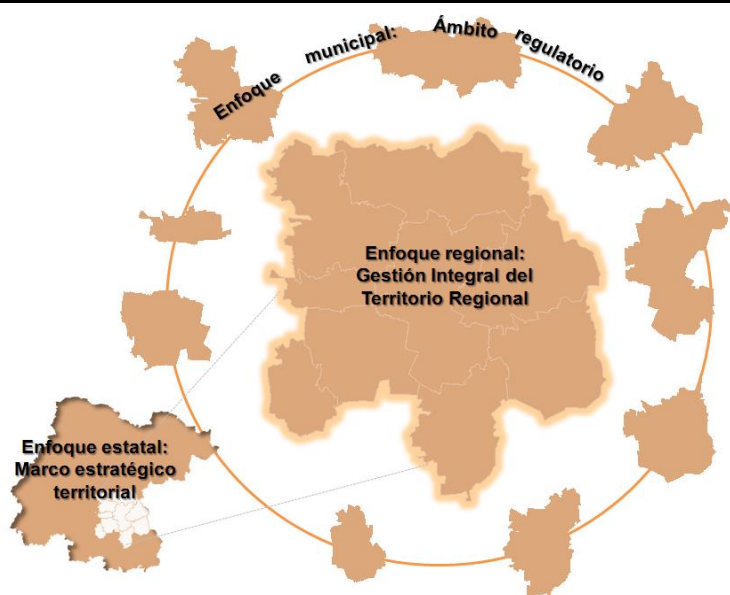 Enfoque municipal: Ámbito regulatorio
Enfoque regional:
Gestión Integral del
Territorio Regional
Enfoque estatal:
Marco estratégico
territorial